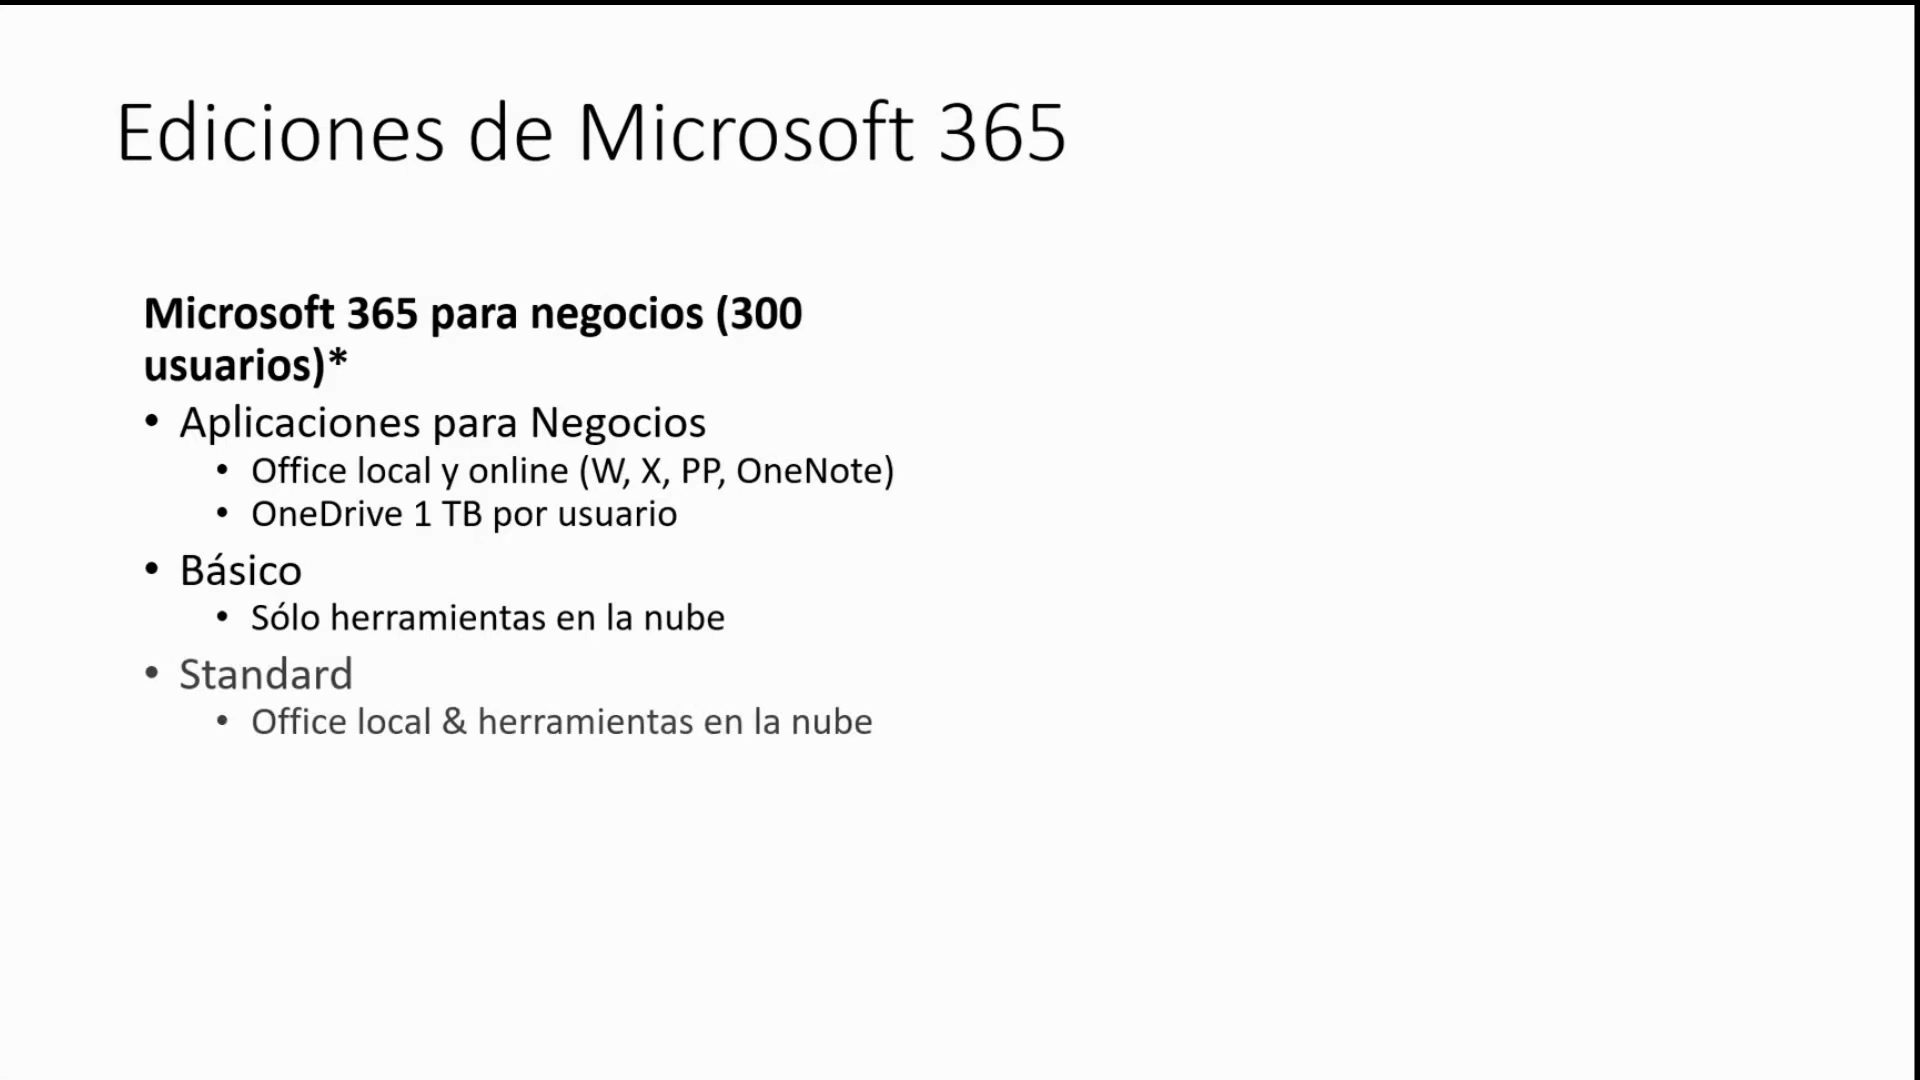 Ediciones de Microsoft 365
Microsoft 365 para negocios (300
usuarios)*
• Aplicaciones para Negocios
• Office local y online (W, X, PP, OneNote)
• OneDrive 1 TB por usuario
• Básico
• Sólo herramientas en la nube
• Standard
• Office local & herramientas en la nube